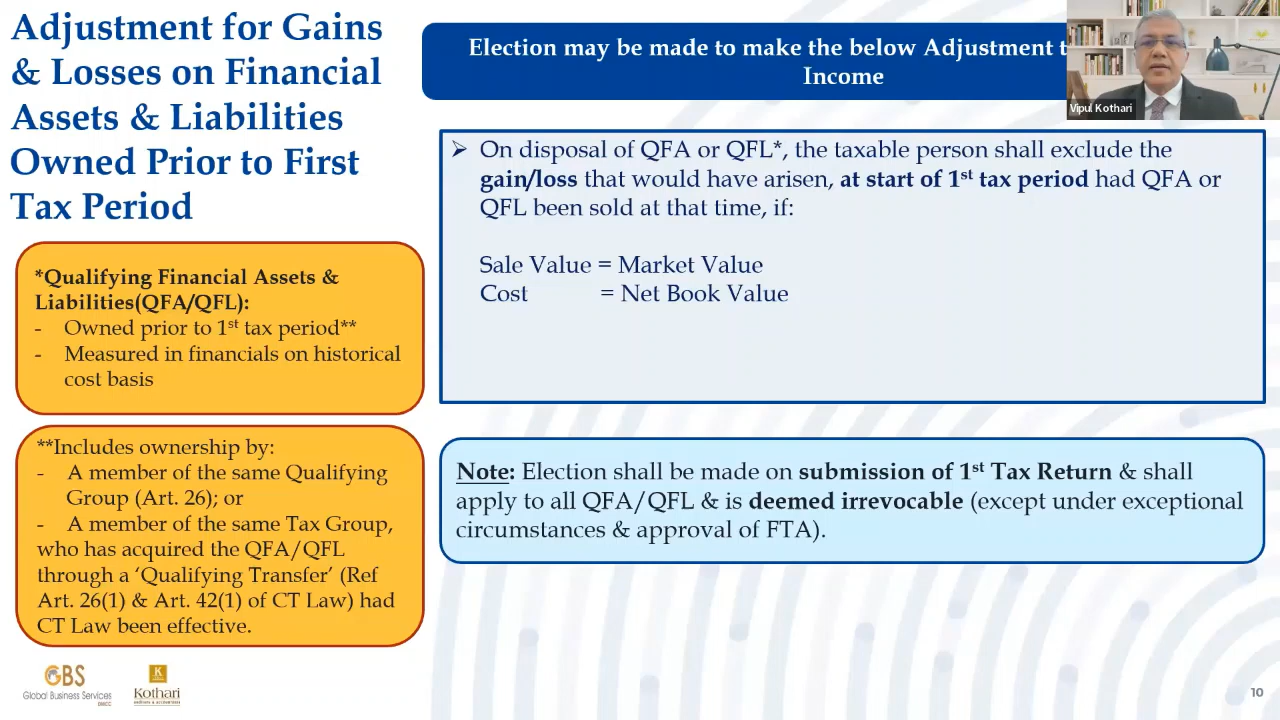 Adjustment for Gains
& Losses on Financial
Assets & Liabilities
Owned Prior to First
Tax Period
Election may be made to make the below Adjustment
Income
Vipul Kothari
➢ On disposal of QFA or QFL*, the taxable person shall exclude the
gain/loss that would have arisen, at start of 1st tax period had QFA or
QFL been sold at that time, if:
Sale Value = Market Value
Cost = Net Book Value
*Qualifying Financial Assets &
Liabilities(QFA/QFL):
- Owned prior to 1st tax period**
- Measured in financials on historical
cost basis
**Includes ownership by:
- A member of the same Qualifying
Group (Art. 26); or
- A member of the same Tax Group,
who has acquired the QFA/QFL
through a ‘Qualifying Transfer’ (Ref
Art. 26(1) & Art. 42(1) of CT Law) had
CT Law been effective.
Note: Election shall be made on submission of 1st Tax Return & shall
apply to all QFA/QFL & is deemed irrevocable (except under exceptional
circumstances & approval of FTA).
GBS
Global Business Services
DMCC
K
Kothari
10